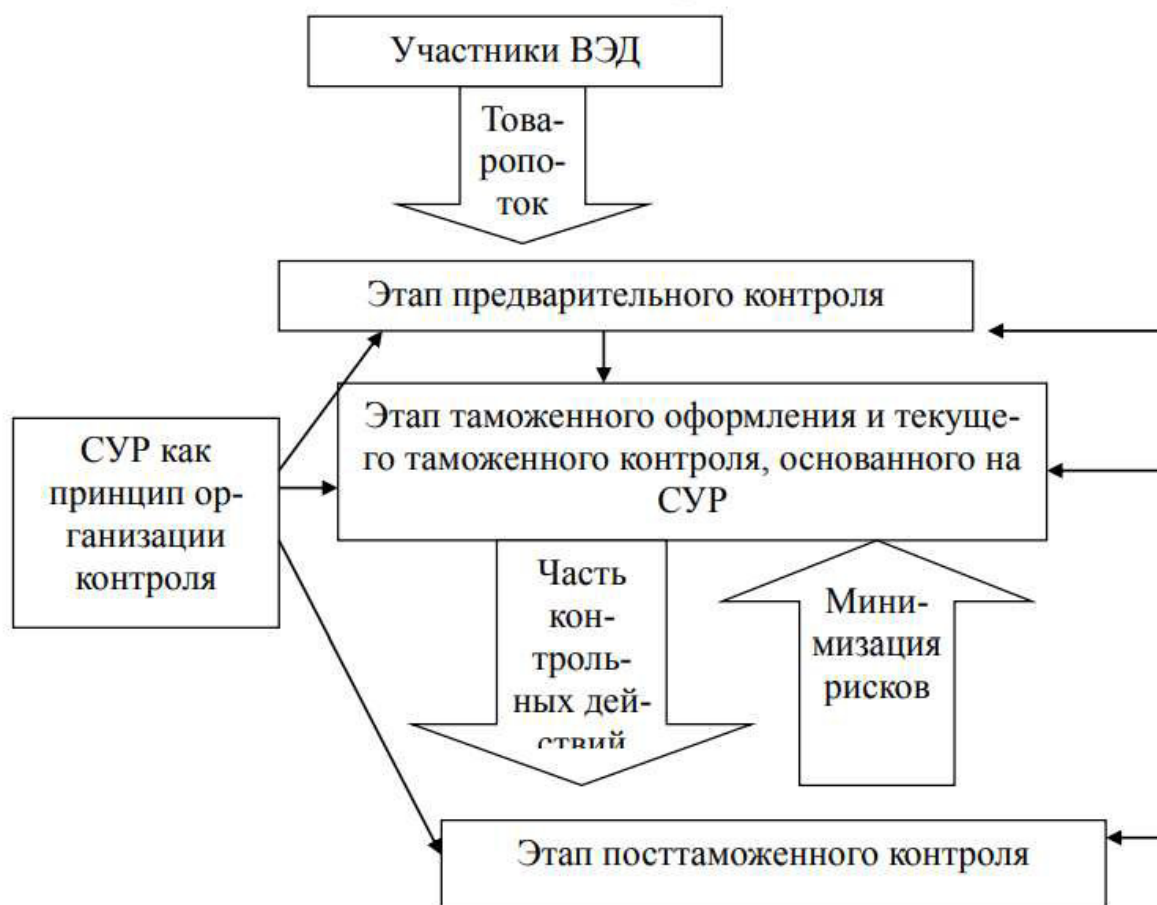 Участники ВЭД
Това-
ропо-
ток
Этап предварительного контроля
Этап таможенного оформления и текуще-
го таможенного контроля, основанного на
СУР
СУР как
принцип ор-
ганизации
контроля
Часть
кон-
троль-
ных дей-
ствий
Мини-
мизация
рисков
Этап посттаможенного контроля